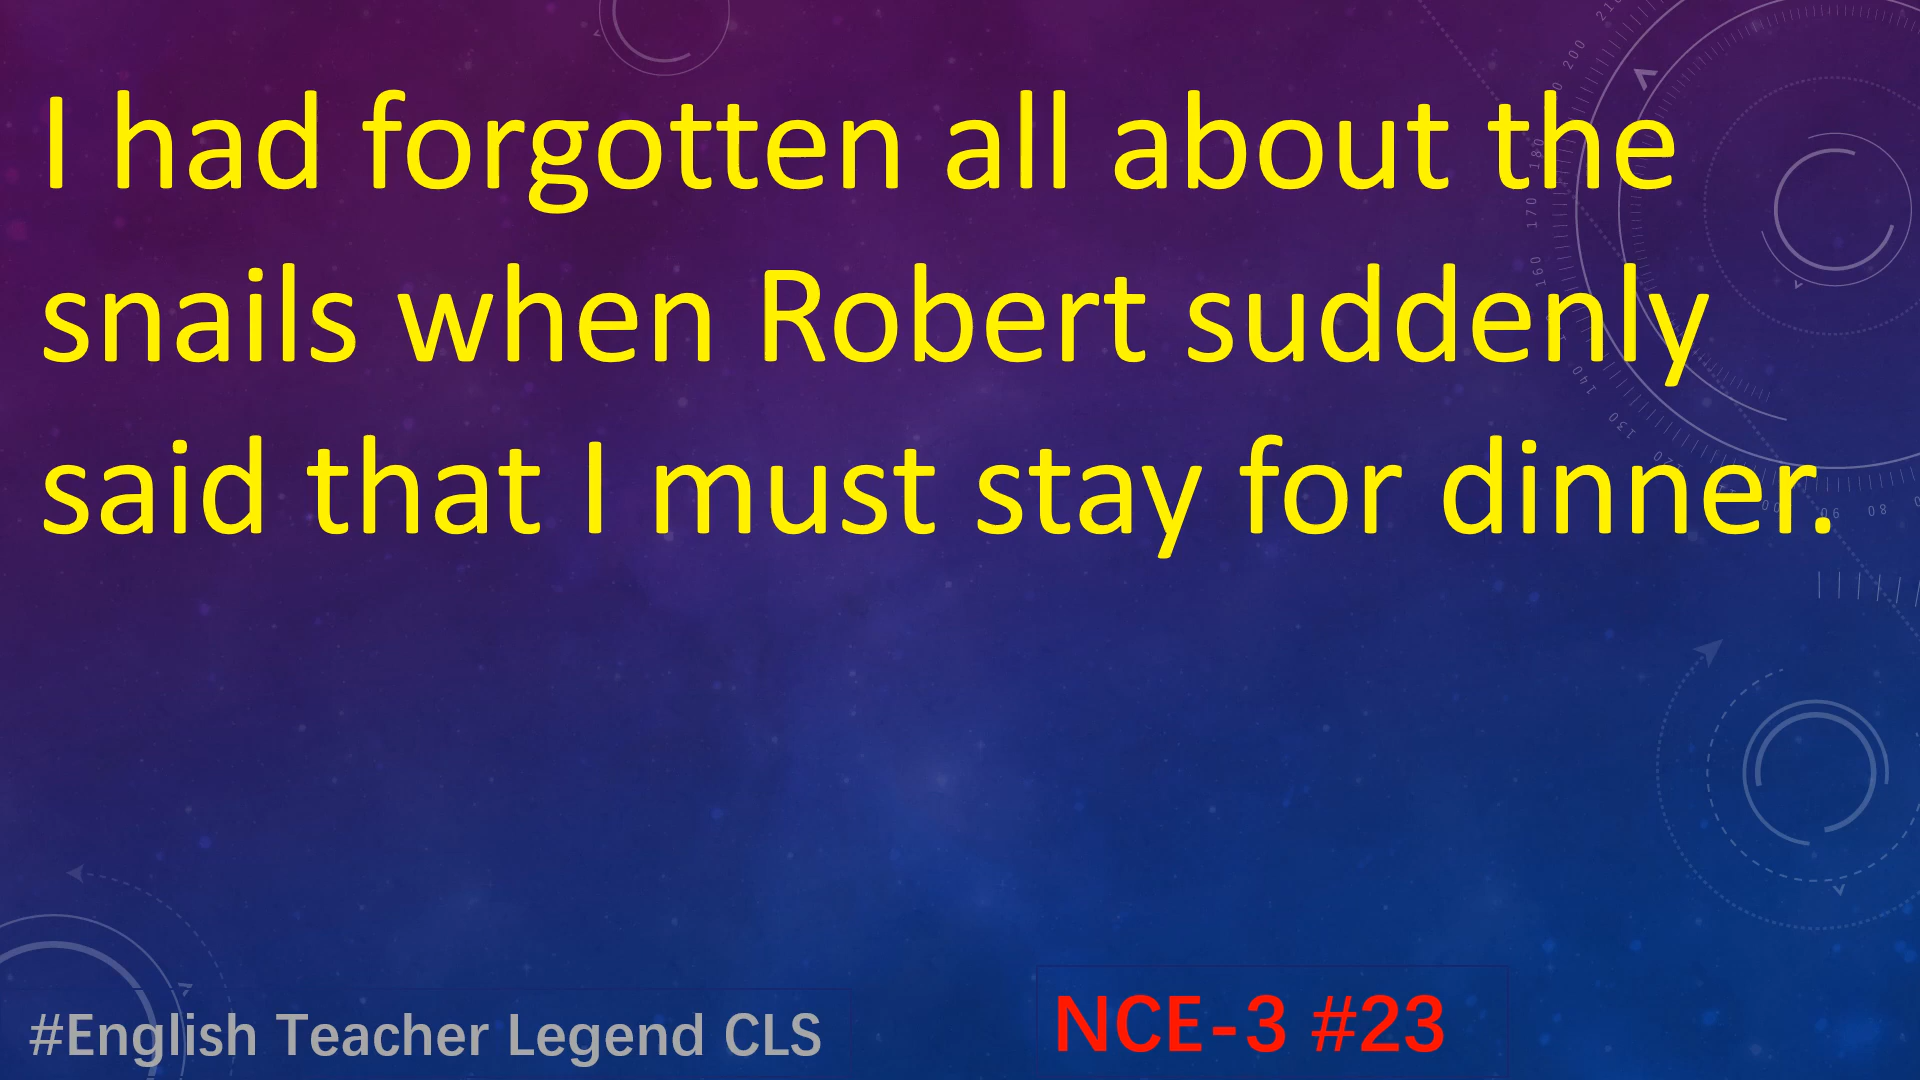 I had forgotten all about the
snails when Robert suddenly
said that I must stay for dinner.
#English Teacher Legend CLS
NCE-3 #23